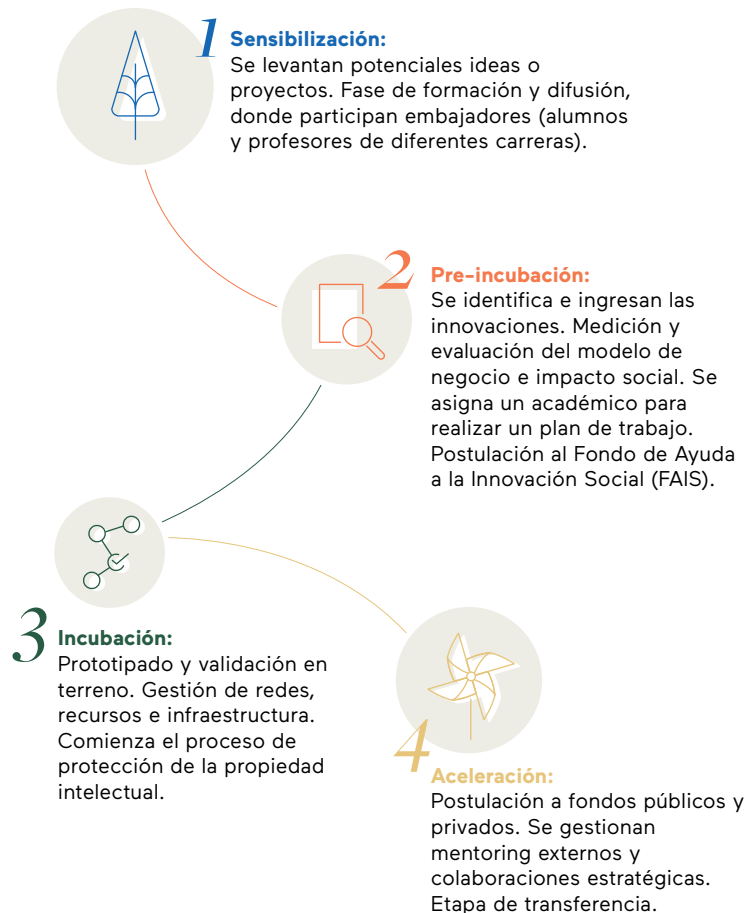 1
Sensibilización:
Se levantan potenciales ideas o
proyectos. Fase de formación y difusión,
donde participan embajadores (alumnos
y profesores de diferentes carreras).
2
Pre-incubación:
Se identifica e ingresan las
innovaciones. Medición y
evaluación del modelo de
negocio e impacto social. Se
asigna un académico para
realizar un plan de trabajo.
Postulación al Fondo de Ayuda
a la Innovación Social (FAIS).
3
Incubación:
Prototipado y validación en
terreno. Gestión de redes,
recursos e infraestructura.
Comienza el proceso de
protección de la propiedad
intelectual.
4
Aceleración:
Postulación a fondos públicos y
privados. Se gestionan
mentoring externos y
colaboraciones estratégicas.
Etapa de transferencia.